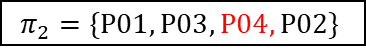 π₂ = {P01, P03, P04, P02}